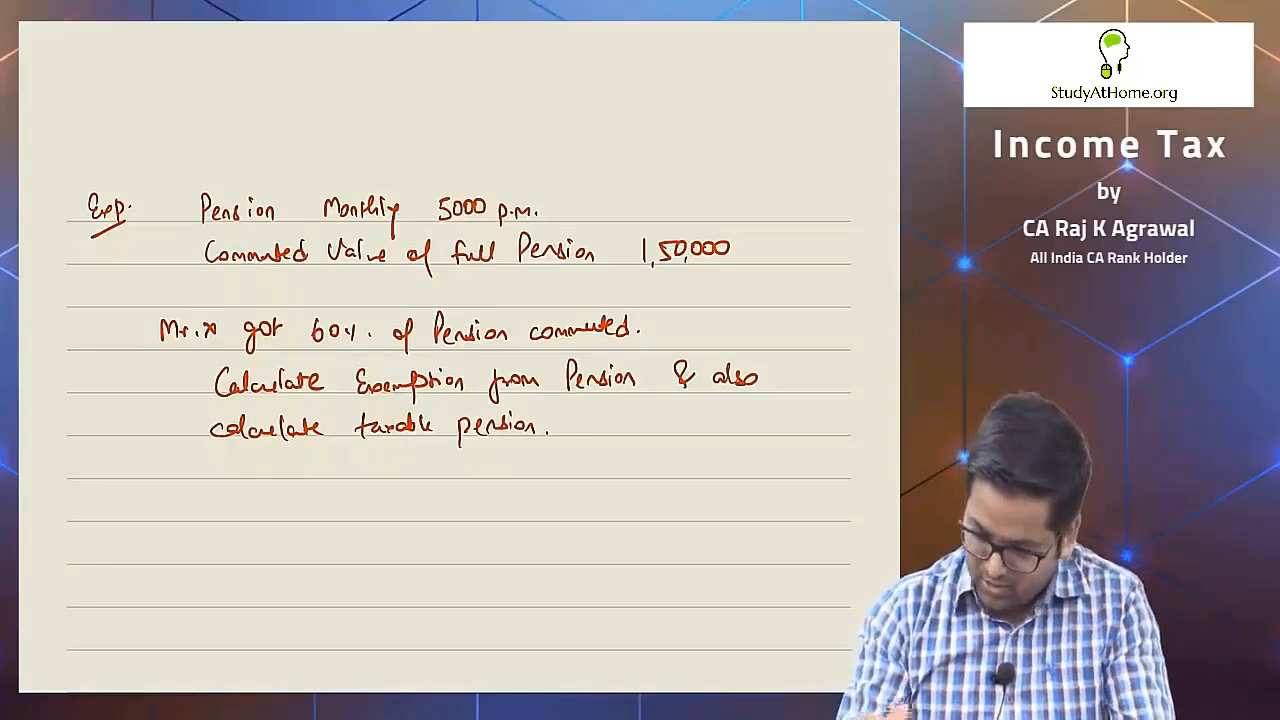 Exp. Pension Monthly 5000 p.m.
Commuted Value of full Pension 1,50,000
Mr. X got 60%. of Pension commuted.
Calculate Exemption from Pension & also
calculate taxable pension.
StudyAtHome.org
Income Tax
by
CA Raj K Agrawal
All India CA Rank Holder